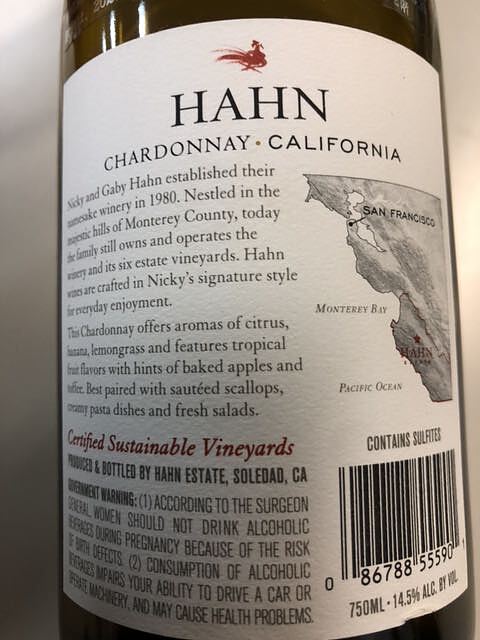 HAHN
CHARDONNAY · CALIFORNIA
Nicky and Gaby Hahn established their
namesake winery in 1980. Nestled in the
majestic hills of Monterey County, today
the family still owns and operates the
winery and its six estate vineyards. Hahn
wines are crafted in Nicky's signature style
for everyday enjoyment.
This Chardonnay offers aromas of citrus,
banana, lemongrass and features tropical
fruit flavors with hints of baked apples and
toffee. Best paired with sautéed scallops,
creamy pasta dishes and fresh salads.
SAN FRANCISCO
MONTEREY BAY
HAHN
PACIFIC OCEAN
Certified Sustainable Vineyards
PRODUCED & BOTTLED BY HAHN ESTATE, SOLEDAD, CA
GOVERNMENT WARNING: (1) ACCORDING TO THE SURGEON
GENERAL, WOMEN SHOULD NOT DRINK ALCOHOLIC
BEVERAGES DURING PREGNANCY BECAUSE OF THE RISK
OF BIRTH DEFECTS. (2) CONSUMPTION OF ALCOHOLIC
BEVERAGES IMPAIRS YOUR ABILITY TO DRIVE A CAR OR
OPERATE MACHINERY, AND MAY CAUSE HEALTH PROBLEMS.
CONTAINS SULFITES
0 86788 55590 1
750ML · 14.5% ALC. BY VOL.